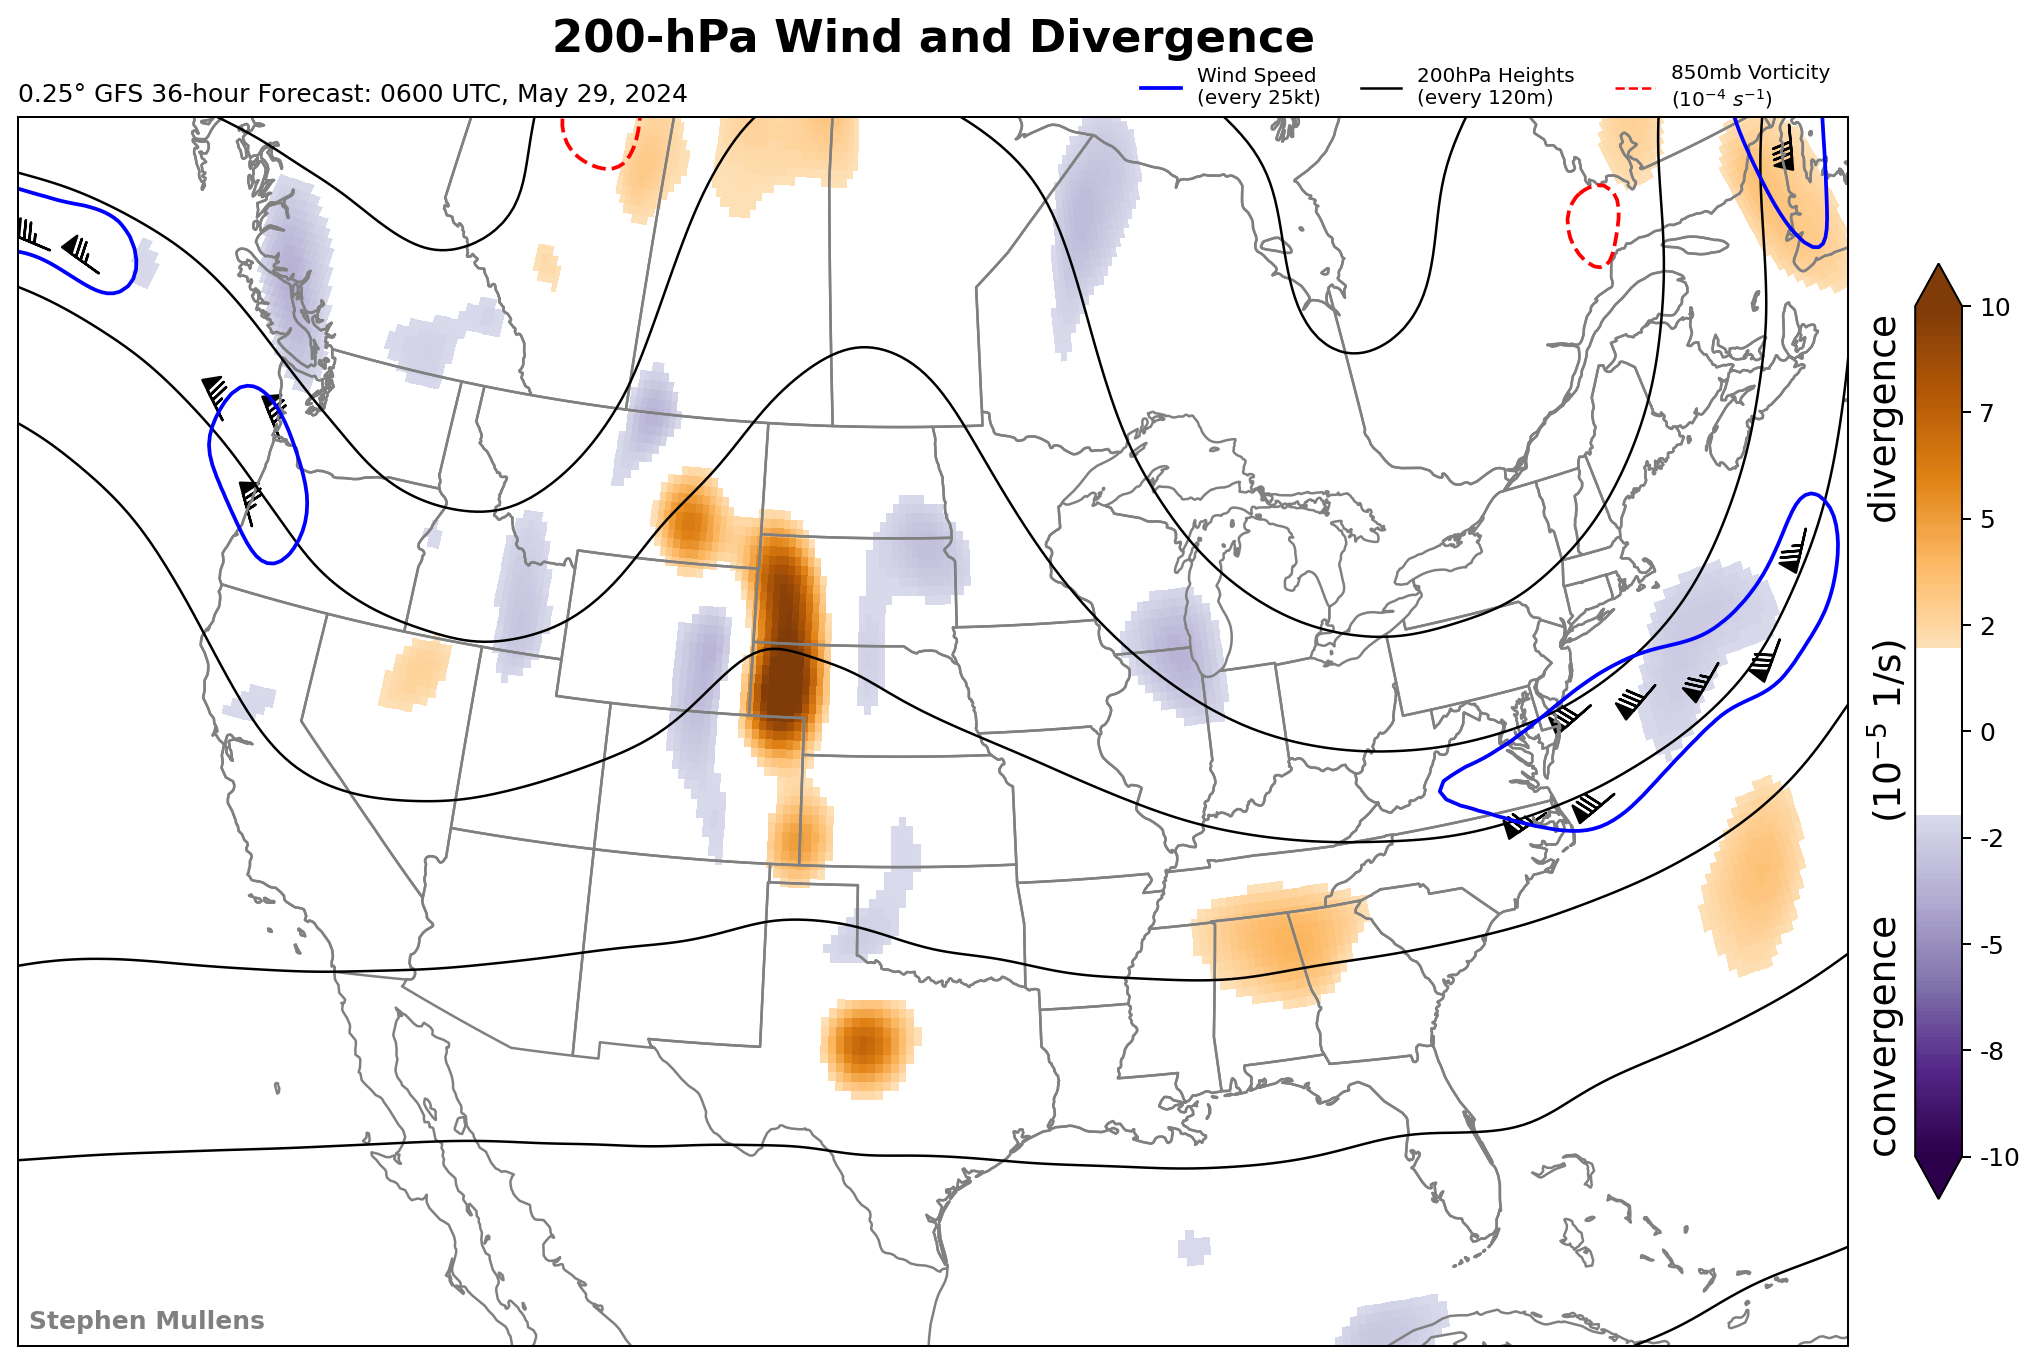 200-hPa Wind and Divergence
0.25° GFS 36-hour Forecast: 0600 UTC, May 29, 2024
Wind Speed
(every 25kt)
200hPa Heights
(every 120m)
850mb Vorticity
(10⁻⁴ s⁻¹)
10
7
5
2
0
-2
-5
-8
-10
convergence (10⁻⁵ 1/s) divergence
Stephen Mullens